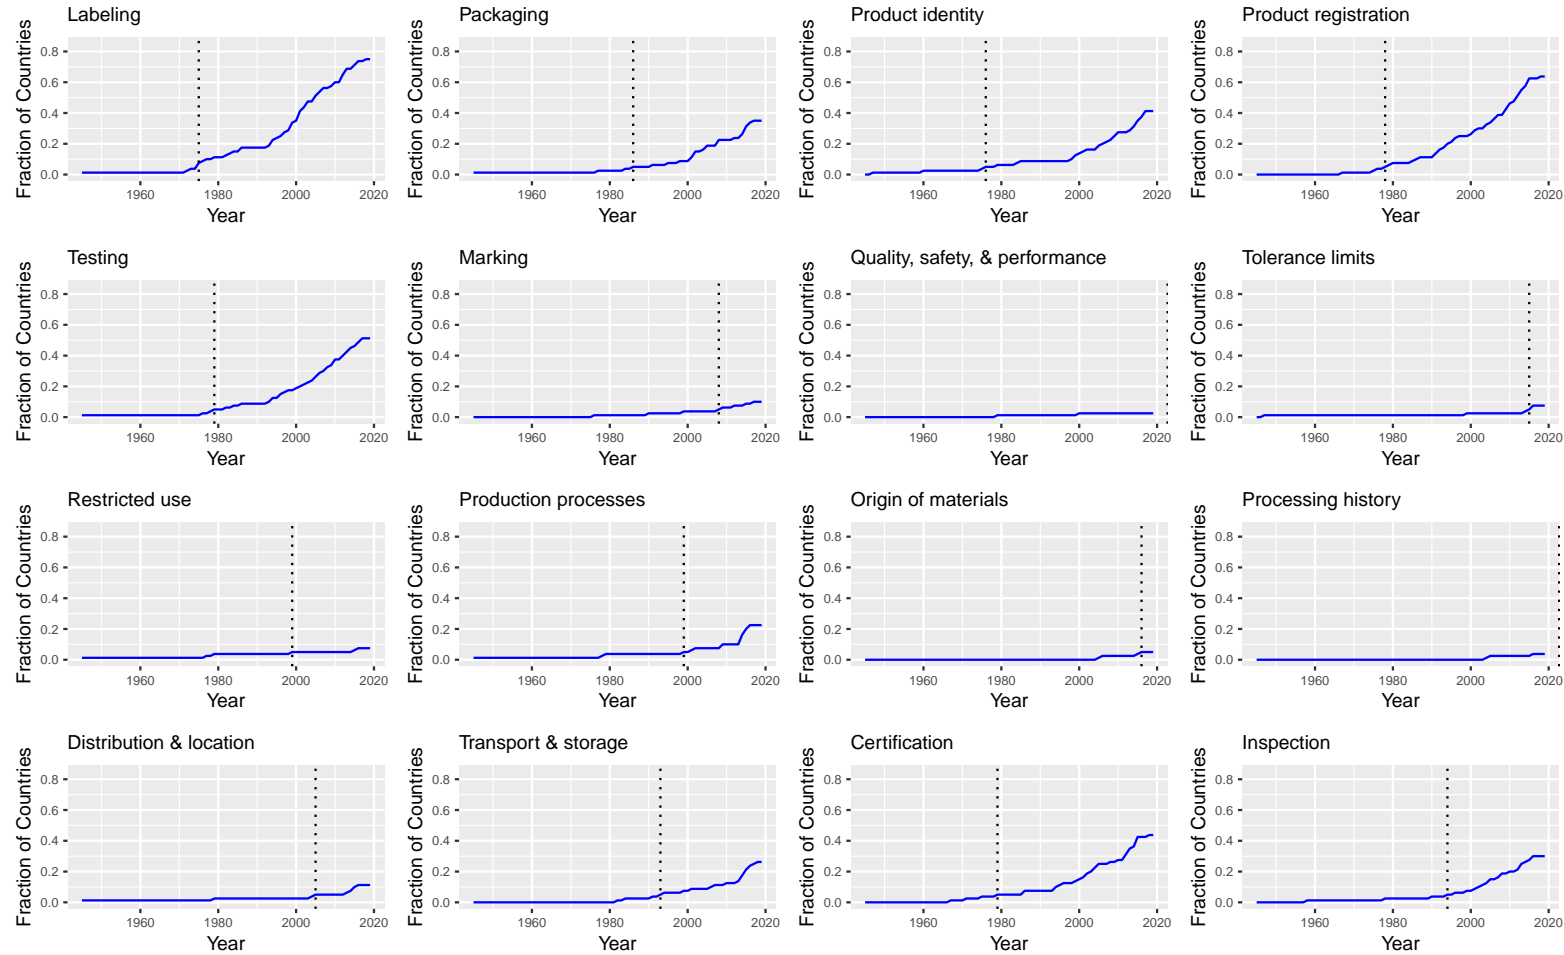 Labeling
Packaging
Product identity
Product registration
Fraction of Countries
0.8
0.6
0.4
0.2
0.0
1960 1980 2000 2020
Year
Fraction of Countries
0.8
0.6
0.4
0.2
0.0
1960 1980 2000 2020
Year
Fraction of Countries
0.8
0.6
0.4
0.2
0.0
1960 1980 2000 2020
Year
Fraction of Countries
0.8
0.6
0.4
0.2
0.0
1960 1980 2000 2020
Year
Testing
Marking
Quality, safety, & performance
Tolerance limits
Fraction of Countries
0.8
0.6
0.4
0.2
0.0
1960 1980 2000 2020
Year
Fraction of Countries
0.8
0.6
0.4
0.2
0.0
1960 1980 2000 2020
Year
Fraction of Countries
0.8
0.6
0.4
0.2
0.0
1960 1980 2000 2020
Year
Fraction of Countries
0.8
0.6
0.4
0.2
0.0
1960 1980 2000 2020
Year
Restricted use
Production processes
Origin of materials
Processing history
Fraction of Countries
0.8
0.6
0.4
0.2
0.0
1960 1980 2000 2020
Year
Fraction of Countries
0.8
0.6
0.4
0.2
0.0
1960 1980 2000 2020
Year
Fraction of Countries
0.8
0.6
0.4
0.2
0.0
1960 1980 2000 2020
Year
Fraction of Countries
0.8
0.6
0.4
0.2
0.0
1960 1980 2000 2020
Year
Distribution & location
Transport & storage
Certification
Inspection
Fraction of Countries
0.8
0.6
0.4
0.2
0.0
1960 1980 2000 2020
Year
Fraction of Countries
0.8
0.6
0.4
0.2
0.0
1960 1980 2000 2020
Year
Fraction of Countries
0.8
0.6
0.4
0.2
0.0
1960 1980 2000 2020
Year
Fraction of Countries
0.8
0.6
0.4
0.2
0.0
1960 1980 2000 2020
Year